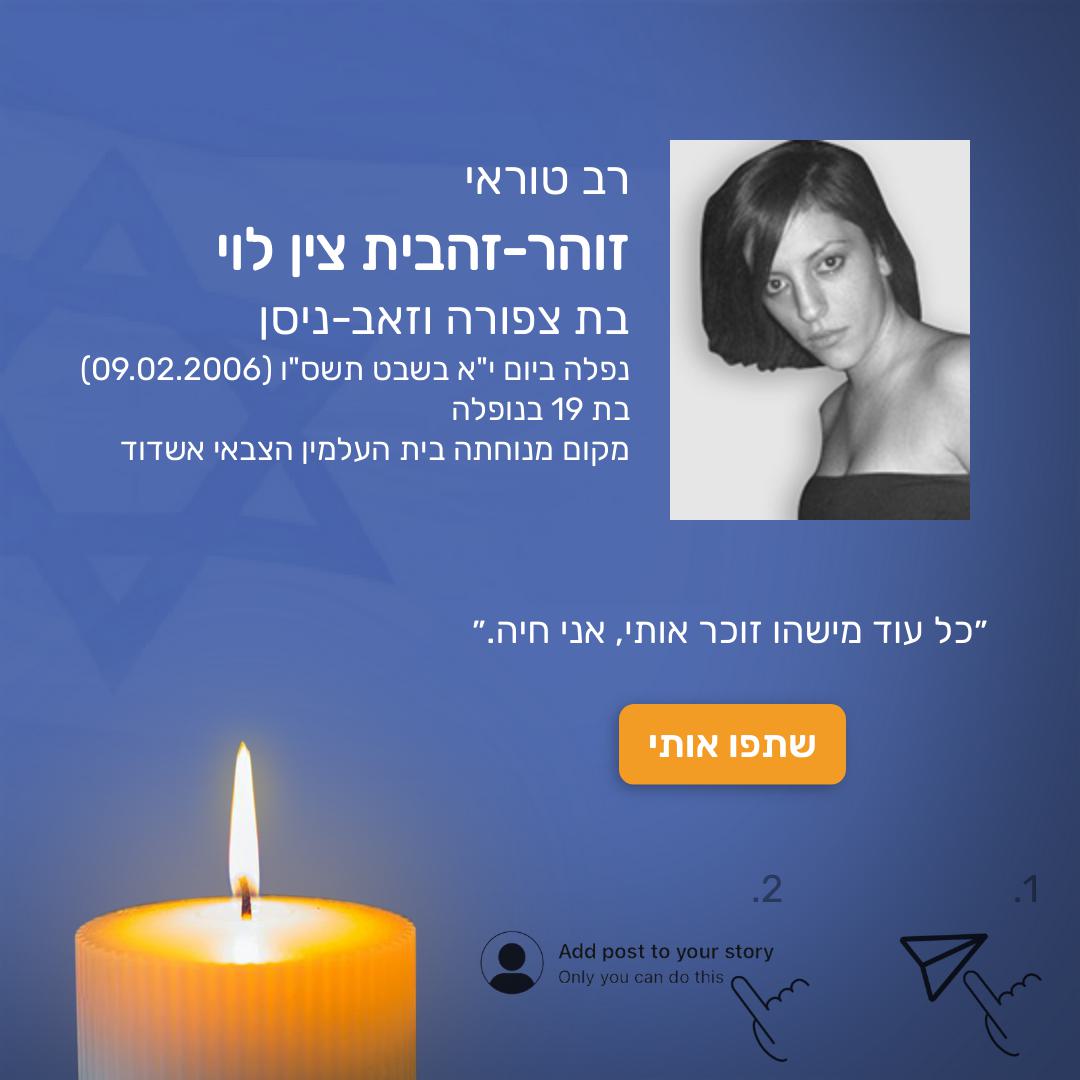 רב טוראי
זוהר-זהבית צין לוי
בת צפורה וזאב-ניסן
נפלה ביום י"א בשבט תשס"ו (09.02.2006)
בת 19 בנופלה
מקום מנוחתה בית העלמין הצבאי אשדוד
״כל עוד מישהו זוכר אותי, אני חיה.״
שתפו אותי
.1
.2
Add post to your story
Only you can do this